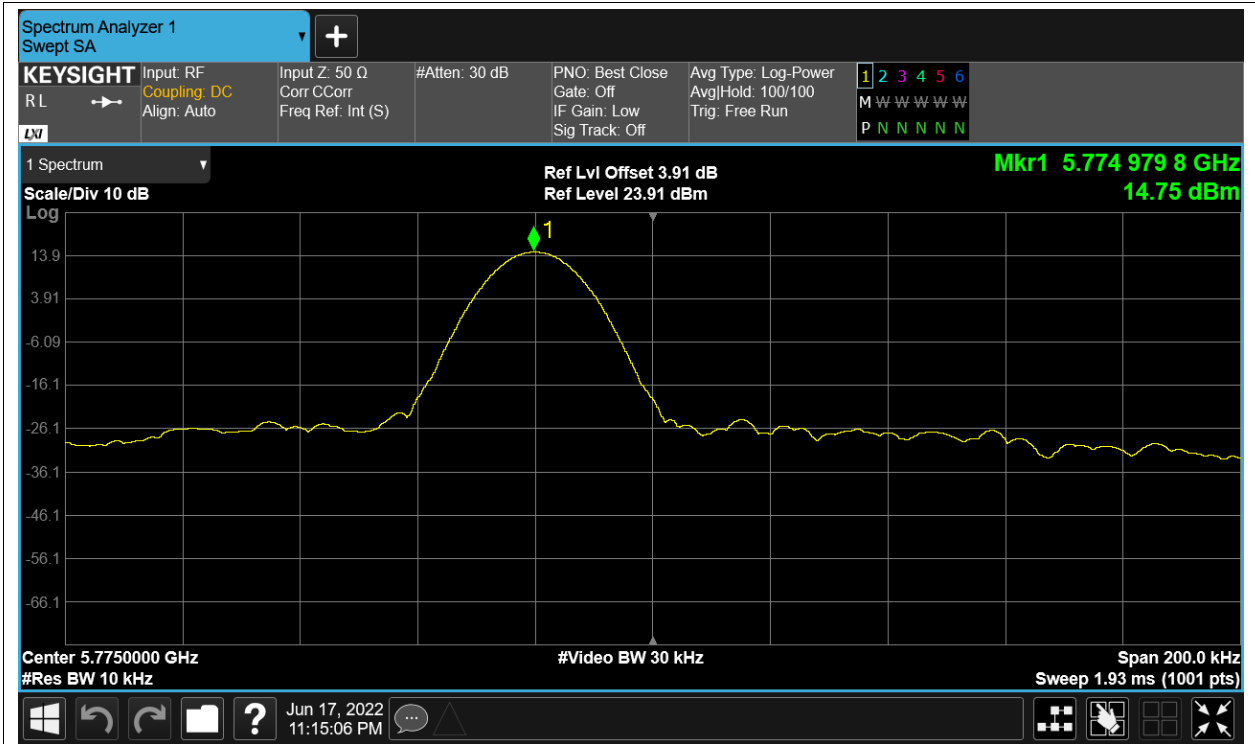 Spectrum Analyzer 1
Swept SA
KEYSIGHT
R L
LXI
Input: RF
Coupling: DC
Align: Auto
Input Z: 50 Ω
Corr CCorr
Freq Ref: Int (S)
#Atten: 30 dB
PNO: Best Close
Gate: Off
IF Gain: Low
Sig Track: Off
Avg Type: Log-Power
Avg|Hold: 100/100
Trig: Free Run
1 2 3 4 5 6
M W W W W W
P N N N N N
1 Spectrum
Scale/Div 10 dB
Log
Ref Lvl Offset 3.91 dB
Ref Level 23.91 dBm
Mkr1 5.774 979 8 GHz
14.75 dBm
1
13.9
3.91
-6.09
-16.1
-26.1
-36.1
-46.1
-56.1
-66.1
Center 5.7750000 GHz
#Res BW 10 kHz
#Video BW 30 kHz
Span 200.0 kHz
Sweep 1.93 ms (1001 pts)
?
Jun 17, 2022
11:15:06 PM